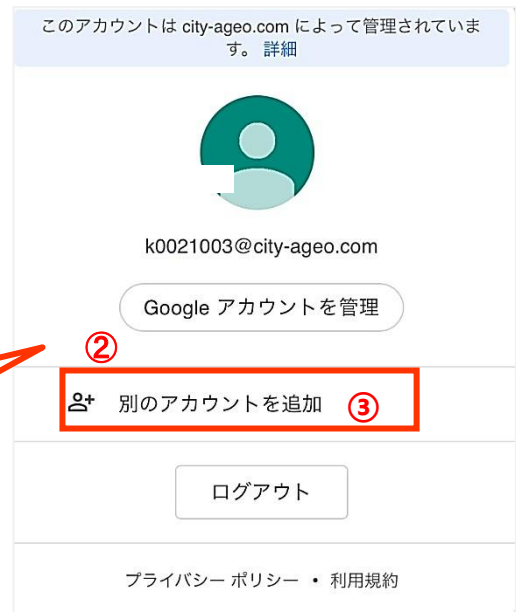 このアカウントは city-ageo.com によって管理されていま
す。 詳細
k0021003@city-ageo.com
Google アカウントを管理
②
別のアカウントを追加 ③
ログアウト
プライバシー ポリシー • 利用規約